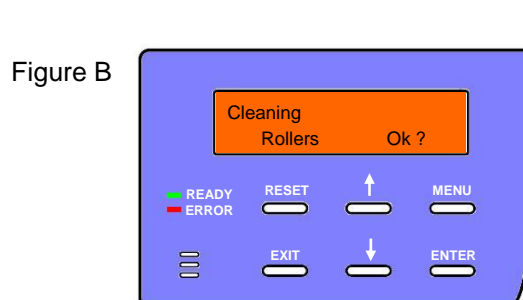 Figure B
Cleaning
Rollers Ok ?
READY
ERROR
RESET
MENU
EXIT
ENTER